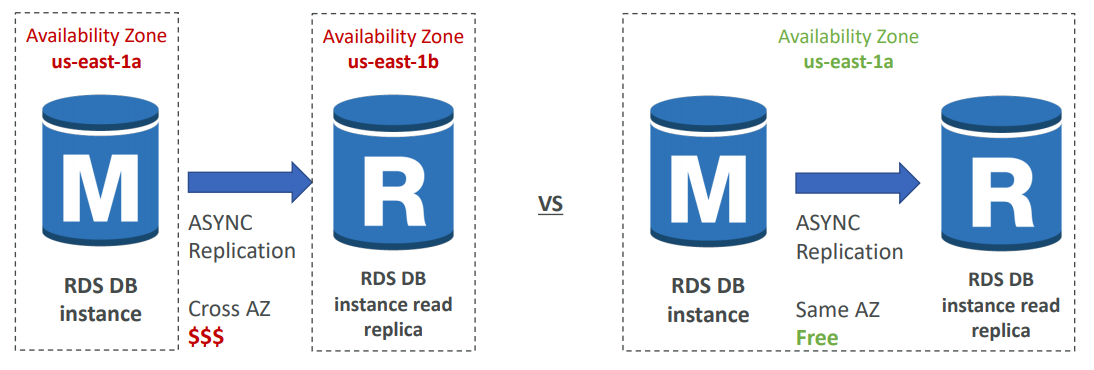 Availability Zone
us-east-1a
M
RDS DB
instance
ASYNC
Replication
Cross AZ
$$$
Availability Zone
us-east-1b
R
RDS DB
instance read
replica
VS
Availability Zone
us-east-1a
M
RDS DB
instance
ASYNC
Replication
Same AZ
Free
R
RDS DB
instance read
replica